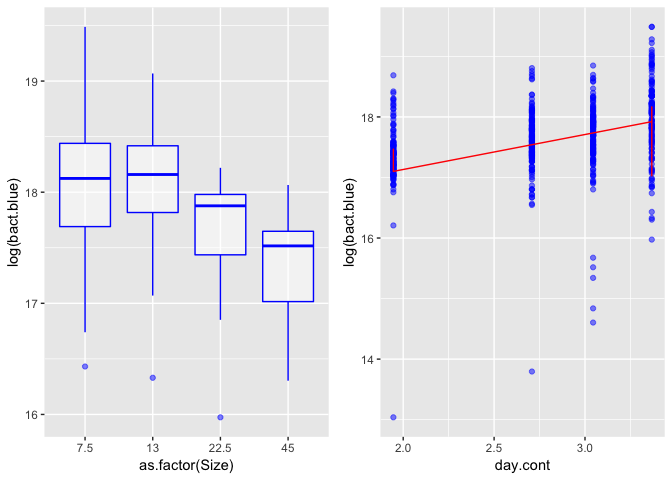 19
18
17
16
log(bact.blue)
7.5 13 22.5 45
as.factor(Size)
18
16
14
log(bact.blue)
2.0 2.5 3.0
day.cont